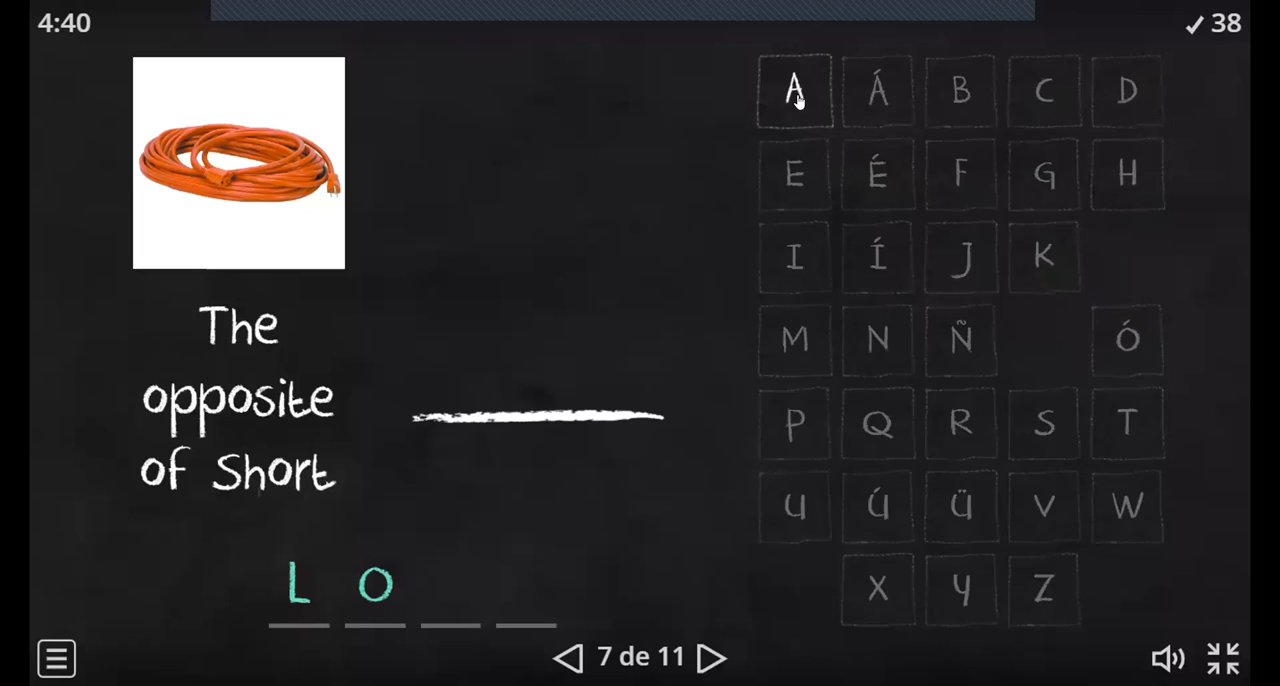 4:40
✓ 38
A Á B C D
E É F G H
I Í J K
M N Ñ Ó
P Q R S T
U Ú Ü V W
X Y Z
The
opposite
of Short
L O
7 de 11